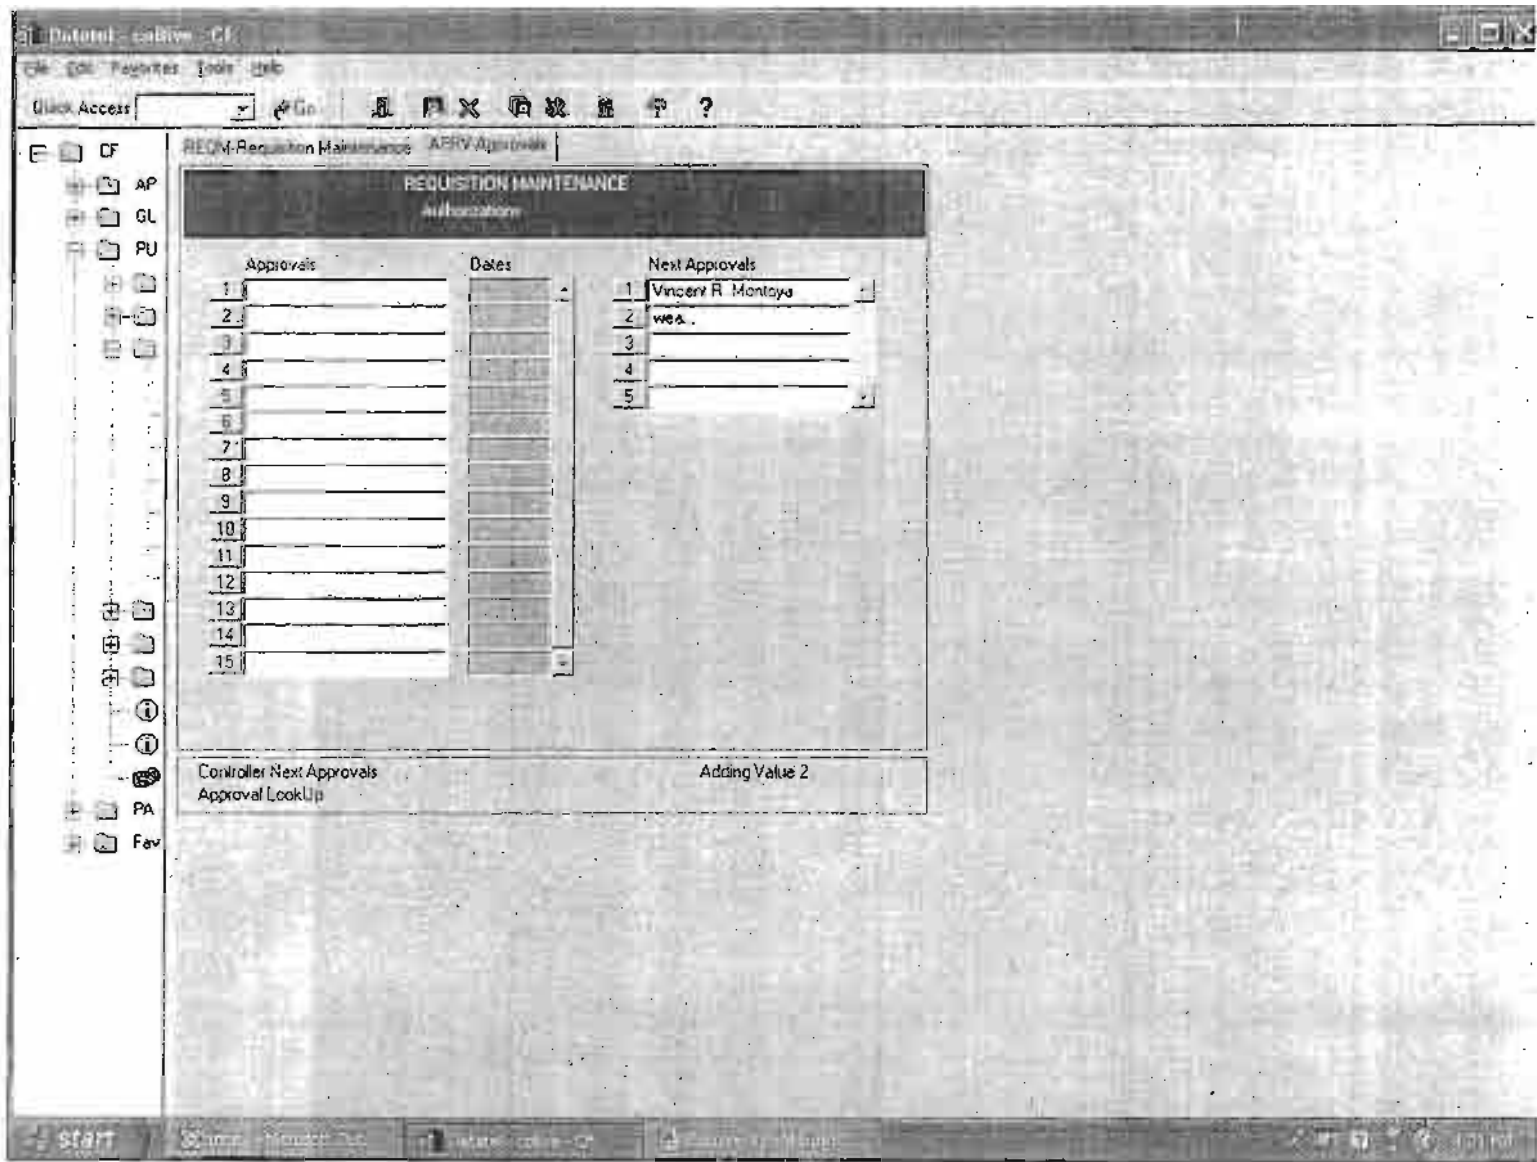 Datatel - collive - CF
File Edit Favorites Tools Help
Quick Access Go ?
CF REQM-Requisition Maintenance APRV-Approvals
AP REQUISITION MAINTENANCE
GL Authorizations
PU
Approvals Dates Next Approvals
1 1 Vincent R. Montoya
2 2 wea..
3 3
4 4
5 5
6
7
8
9
10
11
12
13
14
15
Controller Next Approvals Adding Value 2
Approval LookUp
PA
Fav
start